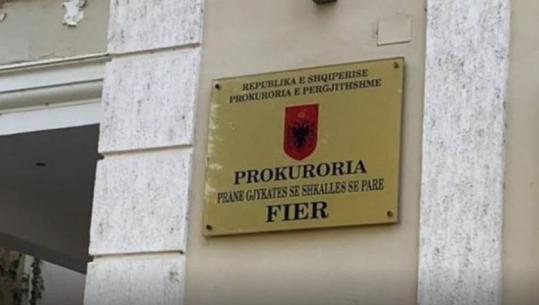 REPUBLIKA E SHQIPERISE
PROKURORIA E PERGJITHSHME
PROKURORIA
PRANE GJYKATES SE SHKALLES SE PARE
FIER